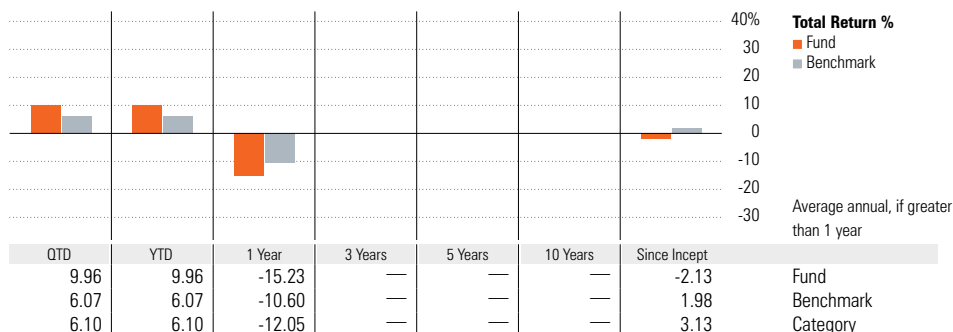 40%
30
20
10
0
-10
-20
-30
Total Return %
Fund
Benchmark
Average annual, if greater
than 1 year
QTD YTD 1 Year 3 Years 5 Years 10 Years Since Incept
9.96 9.96 -15.23 — — — -2.13 Fund
6.07 6.07 -10.60 — — — 1.98 Benchmark
6.10 6.10 -12.05 — — — 3.13 Category